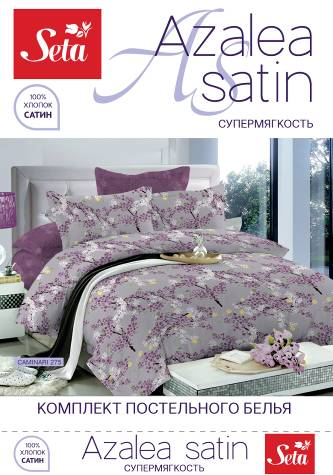 Seta
Azalea
As
satin
100%
ХЛОПОК
САТИН
СУПЕРМЯГКОСТЬ
CAMINARI 275
КОМПЛЕКТ ПОСТЕЛЬНОГО БЕЛЬЯ
100%
ХЛОПОК
САТИН
Azalea satin
СУПЕРМЯГКОСТЬ
Seta